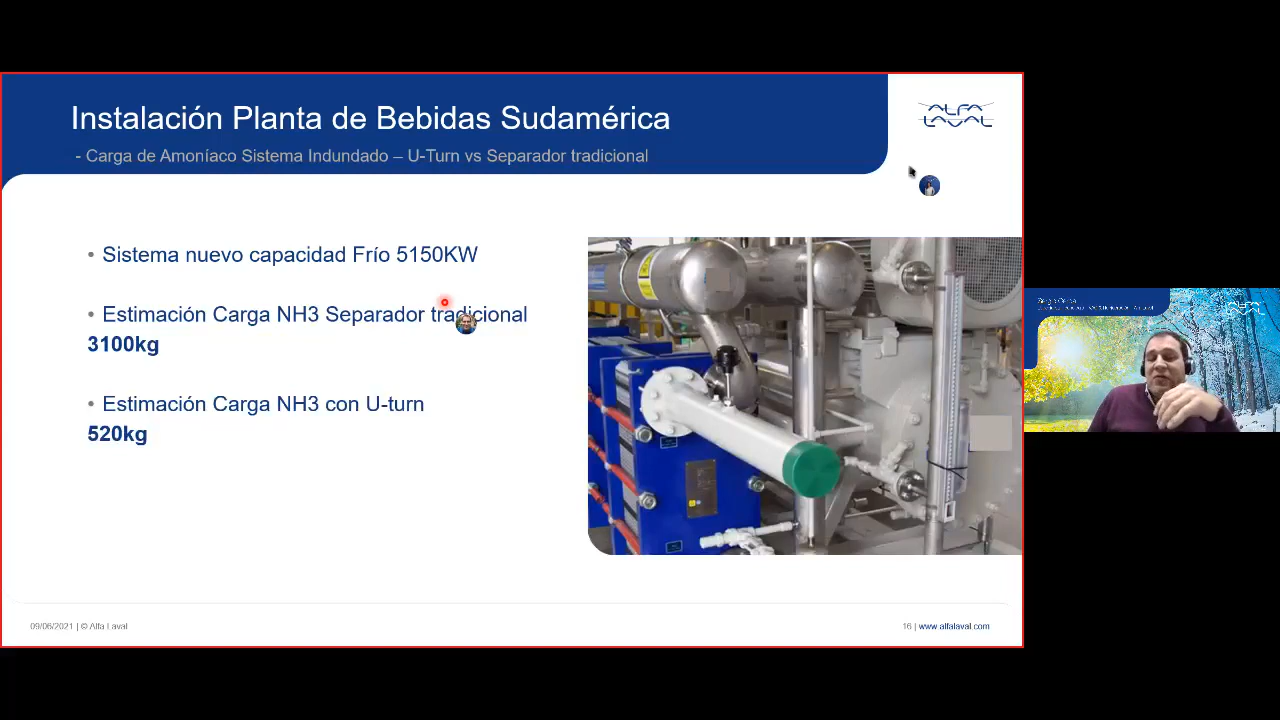 Instalación Planta de Bebidas Sudamérica
- Carga de Amoníaco Sistema Indundado – U-Turn vs Separador tradicional
ALFA
LAVAL
• Sistema nuevo capacidad Frío 5150KW
• Estimación Carga NH3 Separador tradicional
3100kg
• Estimación Carga NH3 con U-turn
520kg
09/06/2021 | © Alfa Laval
16 | www.alfalaval.com